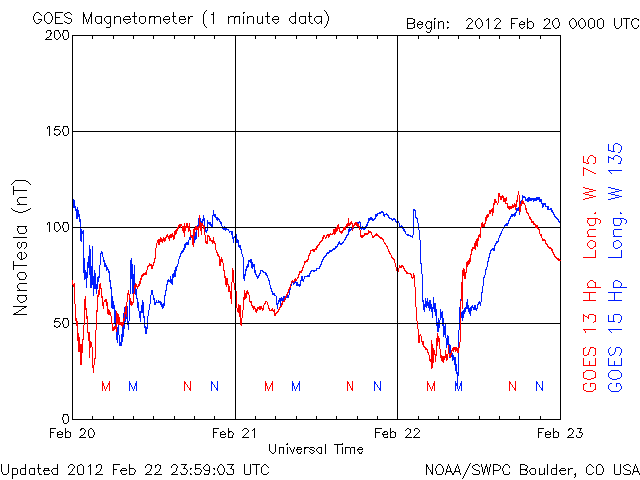 GOES Magnetometer (1 minute data)
Begin: 2012 Feb 20 0000 UTC
200
150
100
50
0
NanoTesla (nT)
M M N N M M N N M M N N
Feb 20 Feb 21 Feb 22 Feb 23
Universal Time
GOES 13 Hp Long. W 75
GOES 15 Hp Long. W 135
Updated 2012 Feb 22 23:59:03 UTC
NOAA/SWPC Boulder, CO USA